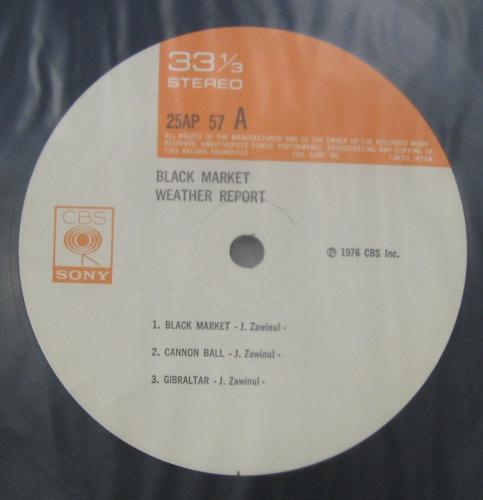 33 1/3
STEREO
25AP 57 A
ALL RIGHTS OF THE MANUFACTURER AND OF THE OWNER OF THE RECORDED WORK
RESERVED. UNAUTHORIZED PUBLIC PERFORMANCE, BROADCASTING AND COPYING OF
THIS RECORD PROHIBITED. CBS SONY INC. TOKYO JAPAN
BLACK MARKET
WEATHER REPORT
CBS
SONY
Ⓟ 1976 CBS Inc.
1. BLACK MARKET - J. Zawinul -
2. CANNON BALL - J. Zawinul -
3. GIBRALTAR - J. Zawinul -